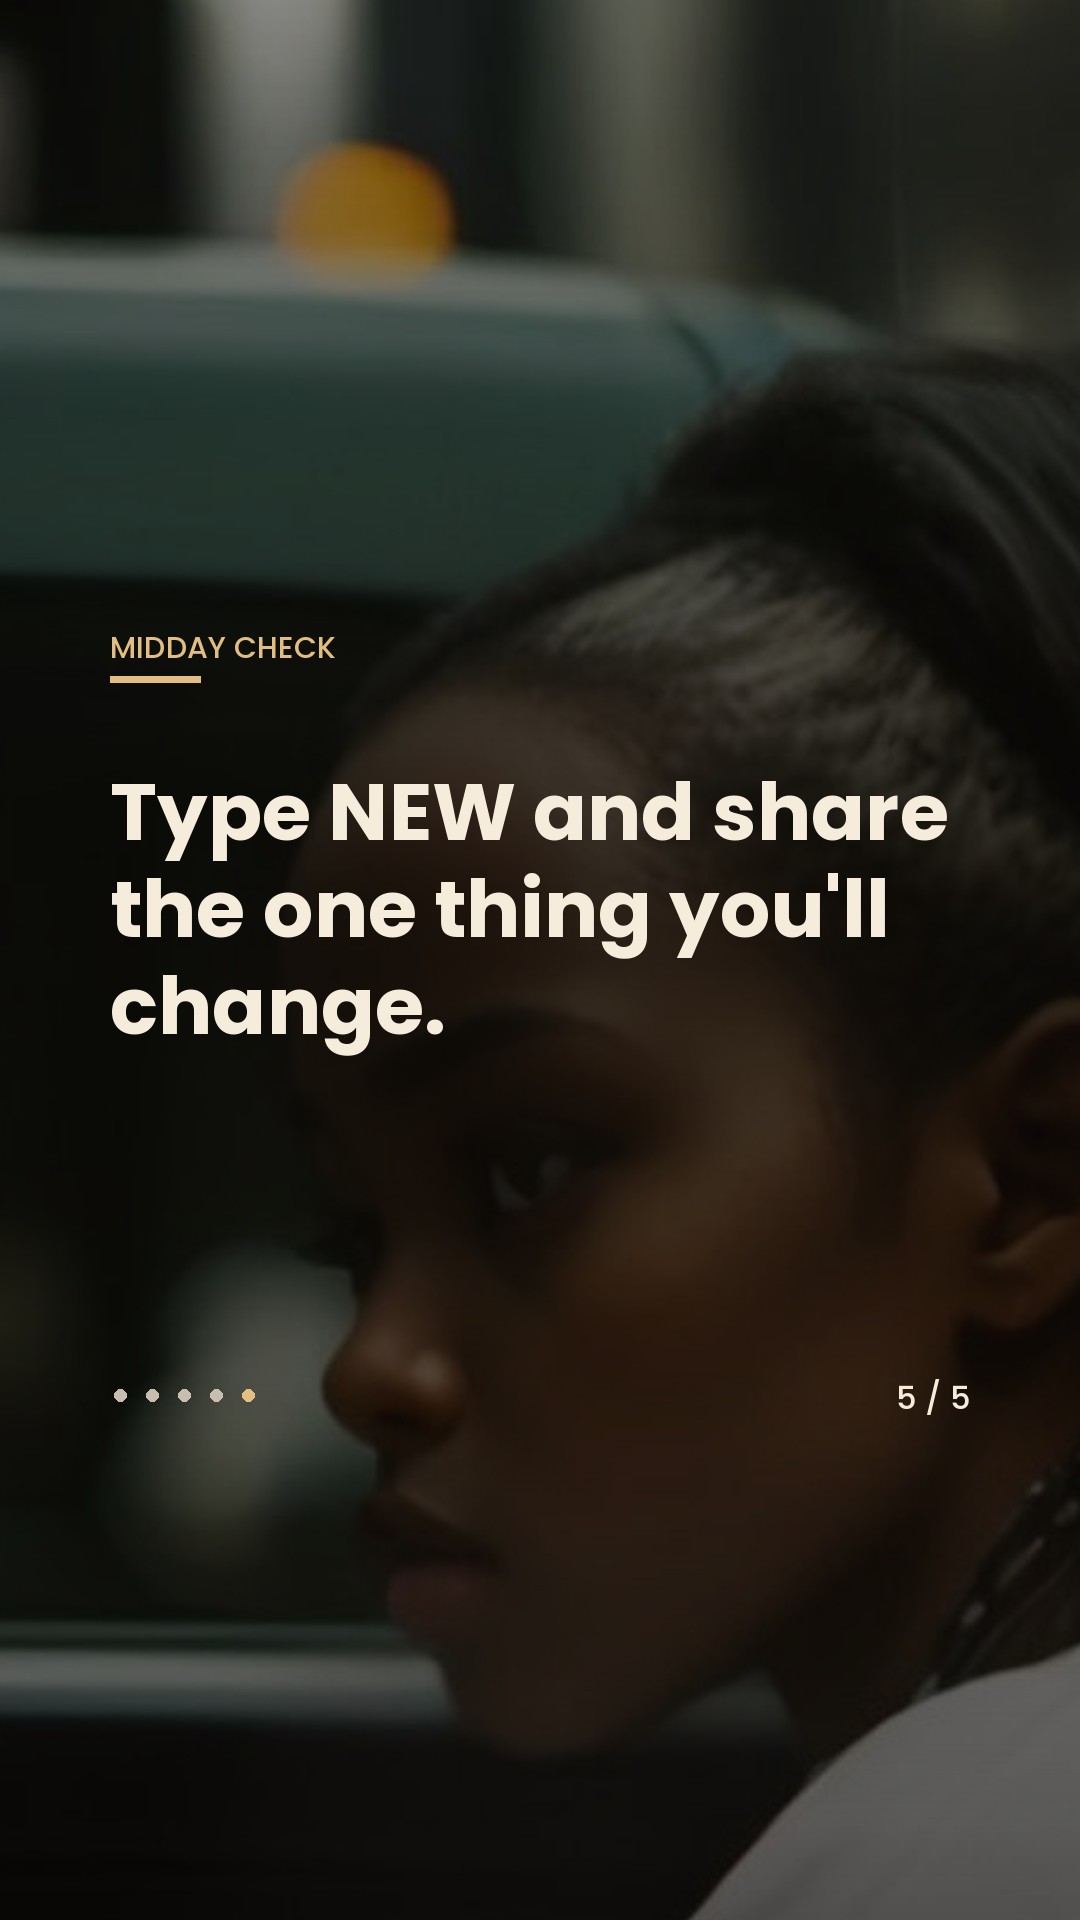 MIDDAY CHECK
Type NEW and share
the one thing you'll
change.
5 / 5